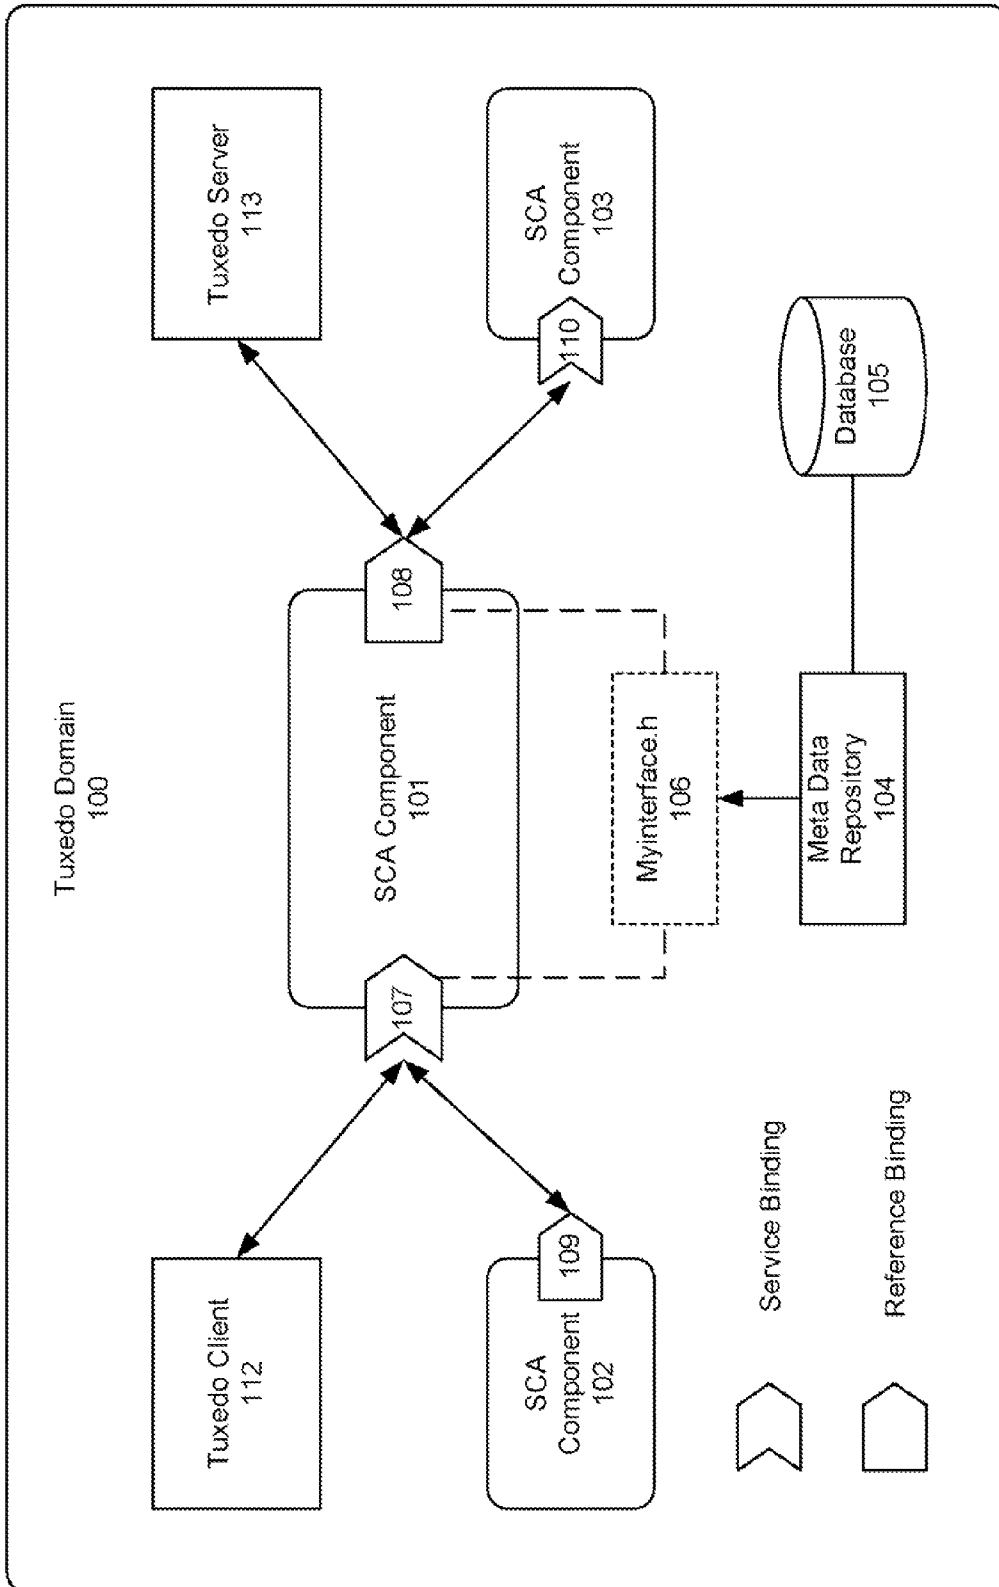 Tuxedo Domain
100
Tuxedo Client
112
Tuxedo Server
113
SCA Component
101
107
108
SCA
Component
102
109
SCA
Component
103
110
Myinterface.h
106
Meta Data
Repository
104
Database
105
Service Binding
Reference Binding